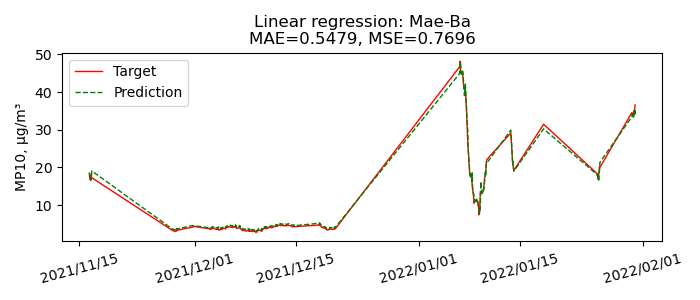 Linear regression: Mae-Ba
MAE=0.5479, MSE=0.7696
MP10, μg/m³
50
40
30
20
10
Target
Prediction
2021/11/15
2021/12/01
2021/12/15
2022/01/01
2022/01/15
2022/02/01